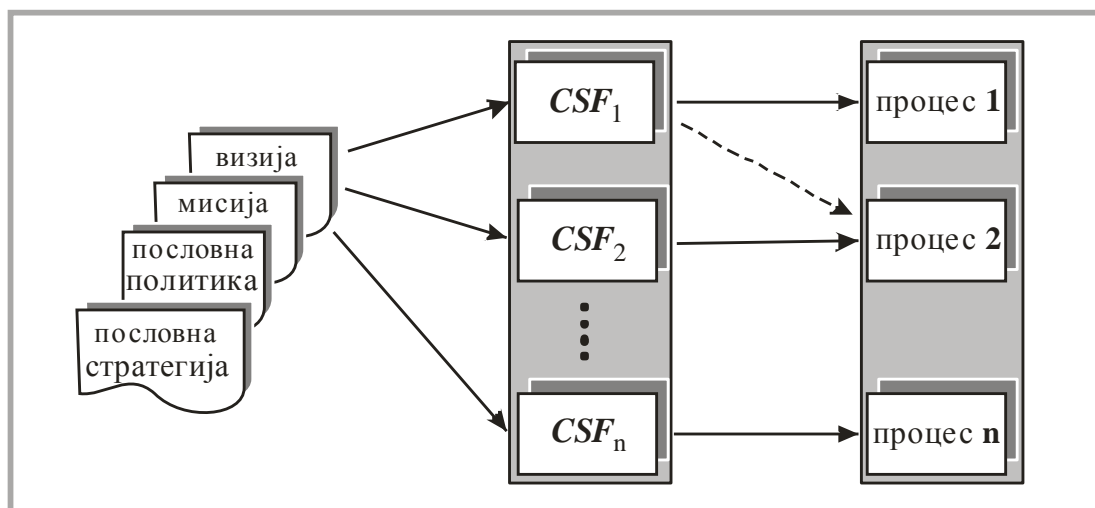 визија
мисија
пословна
политика
пословна
стратегија
CSF1
CSF2
CSFn
процес 1
процес 2
процес n